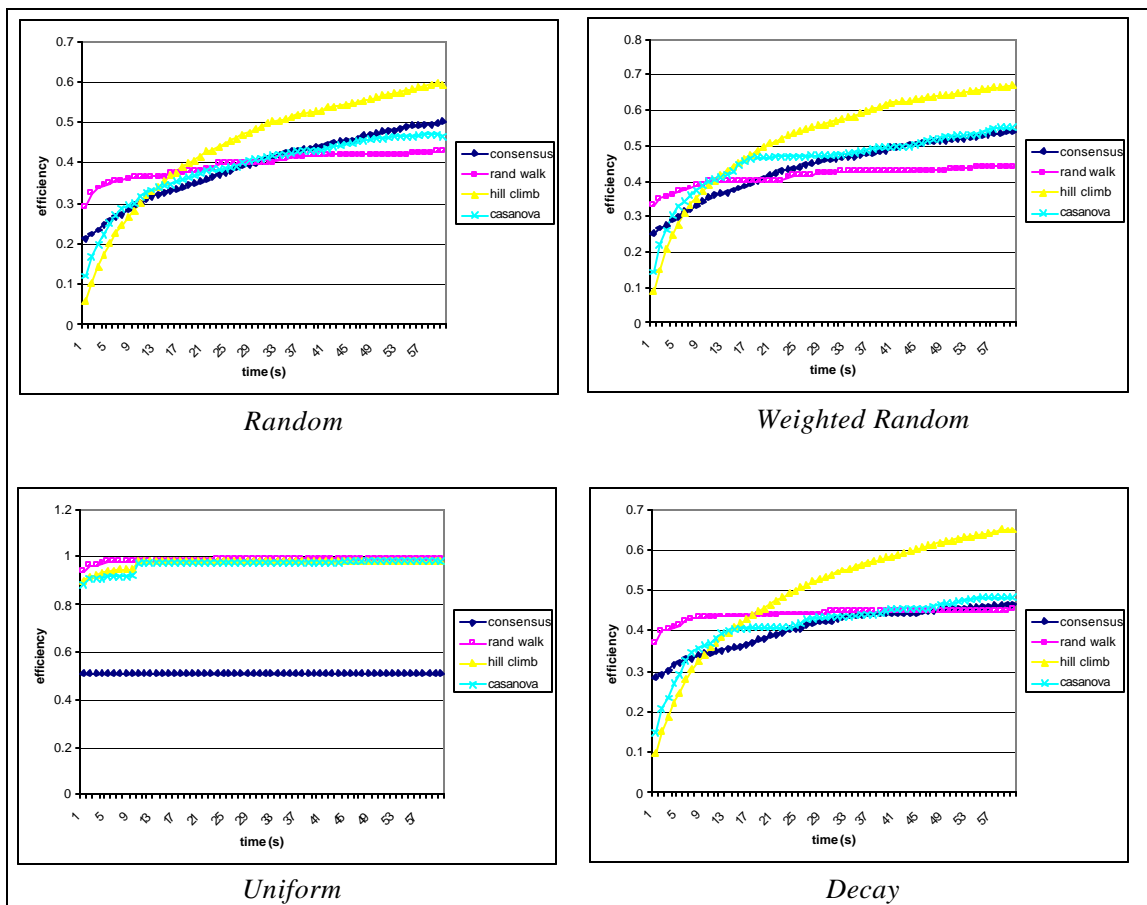 0.7
0.6
0.5
0.4
0.3
0.2
0.1
0
efficiency
1 5 9 13 17 21 25 29 33 37 41 45 49 53 57
time (s)
consensus
rand walk
hill climb
casanova
Random
0.8
0.7
0.6
0.5
0.4
0.3
0.2
0.1
0
efficiency
1 5 9 13 17 21 25 29 33 37 41 45 49 53 57
time (s)
consensus
rand walk
hill climb
casanova
Weighted Random
1.2
1
0.8
0.6
0.4
0.2
0
efficiency
1 5 9 13 17 21 25 29 33 37 41 45 49 53 57
time (s)
consensus
rand walk
hill climb
casanova
Uniform
0.7
0.6
0.5
0.4
0.3
0.2
0.1
0
efficiency
1 5 9 13 17 21 25 29 33 37 41 45 49 53 57
time (s)
consensus
rand walk
hill climb
casanova
Decay